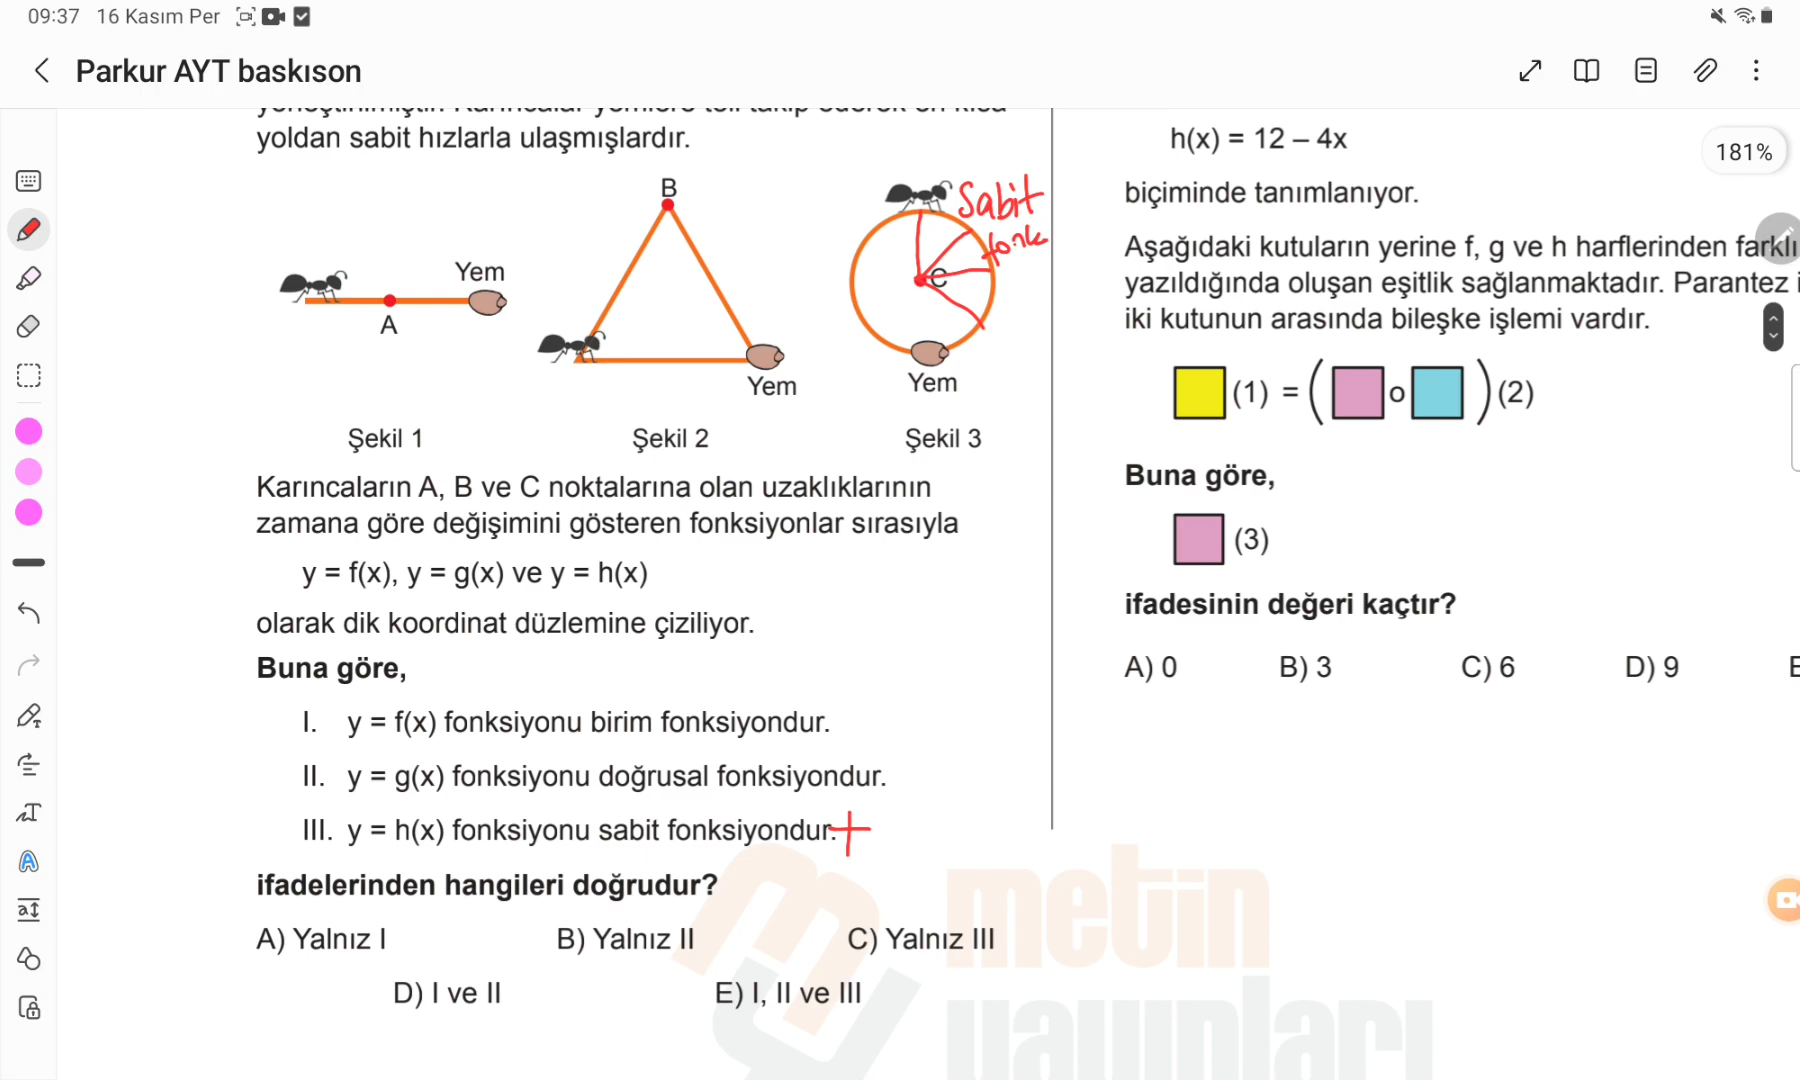 09:37 16 Kasım Per
Parkur AYT baskıson
181%
yoldan sabit hızlarla ulaşmışlardır.
A
Yem
Şekil 1
B
Yem
Şekil 2
Sabit
fonk
C
Yem
Şekil 3
Karıncaların A, B ve C noktalarına olan uzaklıklarının
zamana göre değişimini gösteren fonksiyonlar sırasıyla
y = f(x), y = g(x) ve y = h(x)
olarak dik koordinat düzlemine çiziliyor.
Buna göre,
I. y = f(x) fonksiyonu birim fonksiyondur.
II. y = g(x) fonksiyonu doğrusal fonksiyondur.
III. y = h(x) fonksiyonu sabit fonksiyondur. +
ifadelerinden hangileri doğrudur?
A) Yalnız I B) Yalnız II C) Yalnız III
D) I ve II E) I, II ve III
h(x) = 12 – 4x
biçiminde tanımlanıyor.
Aşağıdaki kutuların yerine f, g ve h harflerinden farklı
yazıldığında oluşan eşitlik sağlanmaktadır. Parantez
iki kutunun arasında bileşke işlemi vardır.
(1) = ( o ) (2)
Buna göre,
(3)
ifadesinin değeri kaçtır?
A) 0 B) 3 C) 6 D) 9
metin
yayınları